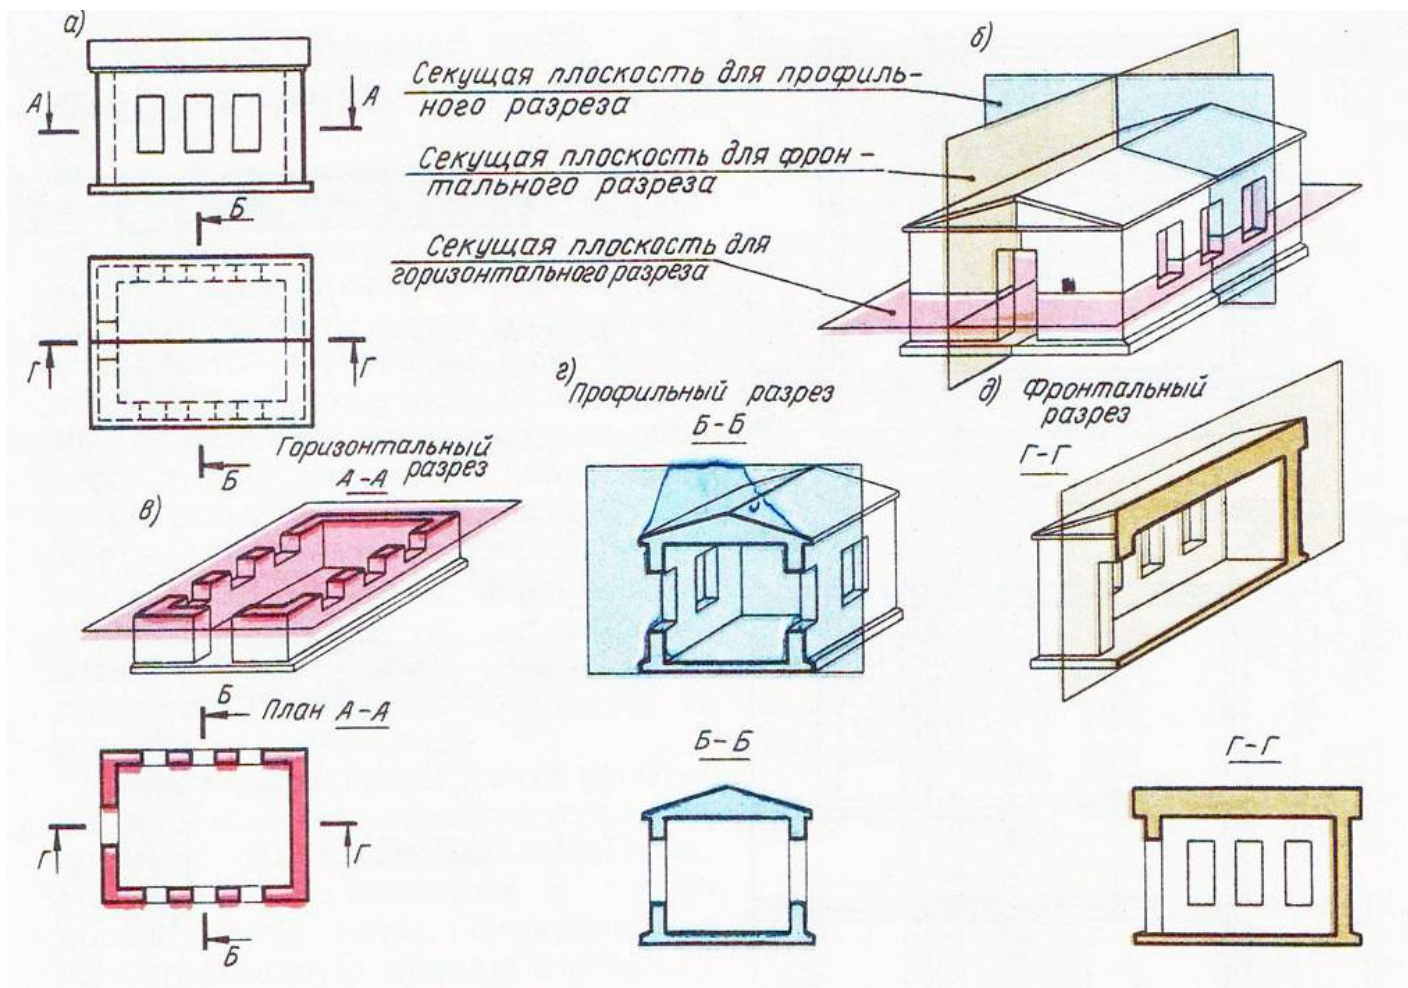 а)
А
А
Б
Г
Г
Б
Секущая плоскость для профиль-
ного разреза
Секущая плоскость для фрон-
тального разреза
Секущая плоскость для
горизонтального разреза
б)
Горизонтальный
разрез
А-А
в)
г)
Профильный разрез
Б-Б
д) Фронтальный
разрез
Г-Г
Б
План А-А
Г
Г
Б
Б-Б
Г-Г